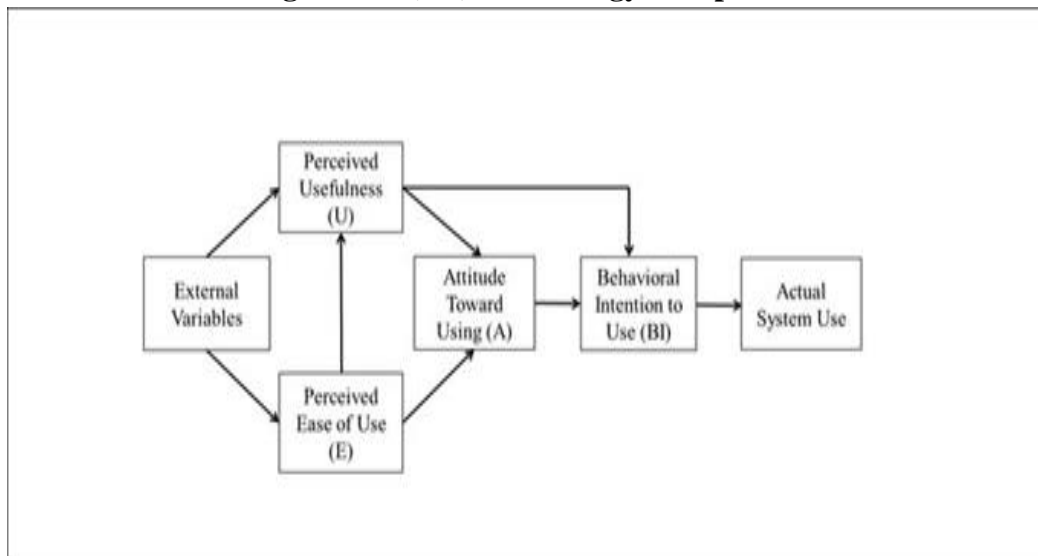 Perceived
Usefulness
(U)
External
Variables
Attitude
Toward
Using (A)
Behavioral
Intention to
Use (BI)
Actual
System Use
Perceived
Ease of Use
(E)